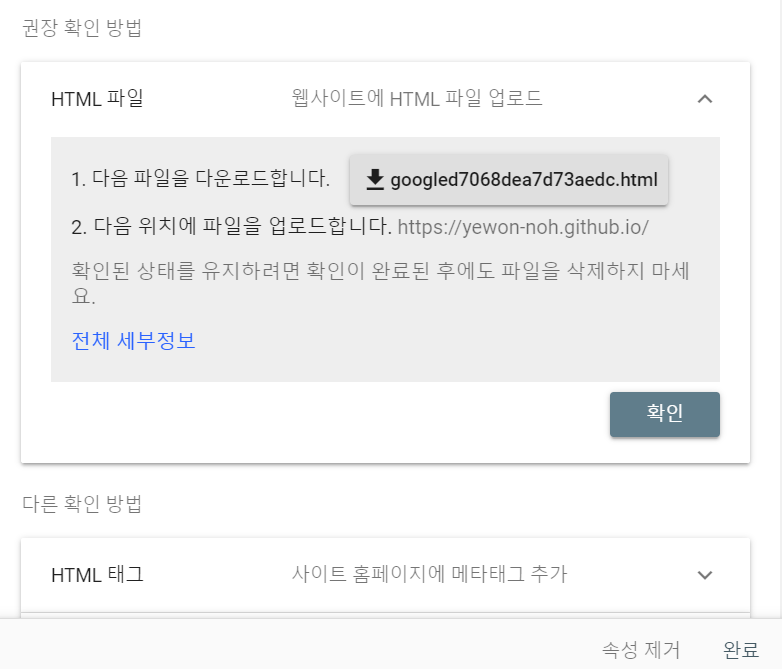 권장 확인 방법
HTML 파일 웹사이트에 HTML 파일 업로드
1. 다음 파일을 다운로드합니다. googled7068dea7d73aedc.html
2. 다음 위치에 파일을 업로드합니다. https://yewon-noh.github.io/
확인된 상태를 유지하려면 확인이 완료된 후에도 파일을 삭제하지 마세
요.
전체 세부정보
확인
다른 확인 방법
HTML 태그 사이트 홈페이지에 메타태그 추가
속성 제거 완료